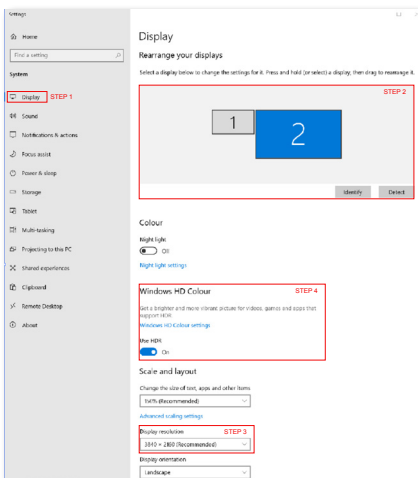 Settings
Home
Find a setting
System
Display STEP 1
Sound
Notifications & actions
Focus assist
Power & sleep
Storage
Tablet
Multi-tasking
Projecting to this PC
Shared experiences
Clipboard
Remote Desktop
About
Display
Rearrange your displays
Select a display below to change the settings for it. Press and hold (or select) a display, then drag to rearrange it.
STEP 2
1
2
Identify
Detect
Colour
Night light
Off
Night light settings
Windows HD Colour STEP 4
Get a brighter and more vibrant picture for videos, games and apps that
support HDR.
Windows HD Colour settings
Use HDR
On
Scale and layout
Change the size of text, apps and other items
(Recommended)
Advanced scaling settings
Display resolution STEP 3
3840 × 2160 (Recommended)
Display orientation
Landscape